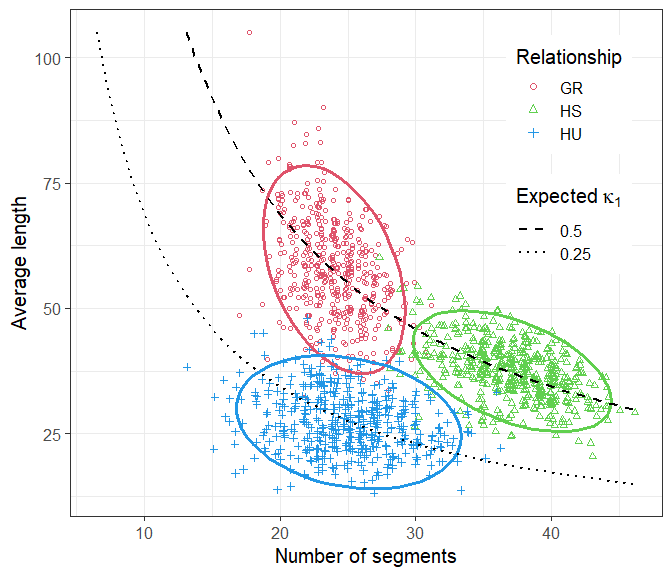 Relationship
GR
HS
HU
Expected κ₁
0.5
0.25
Average length
100
75
50
25
10
20
30
40
Number of segments